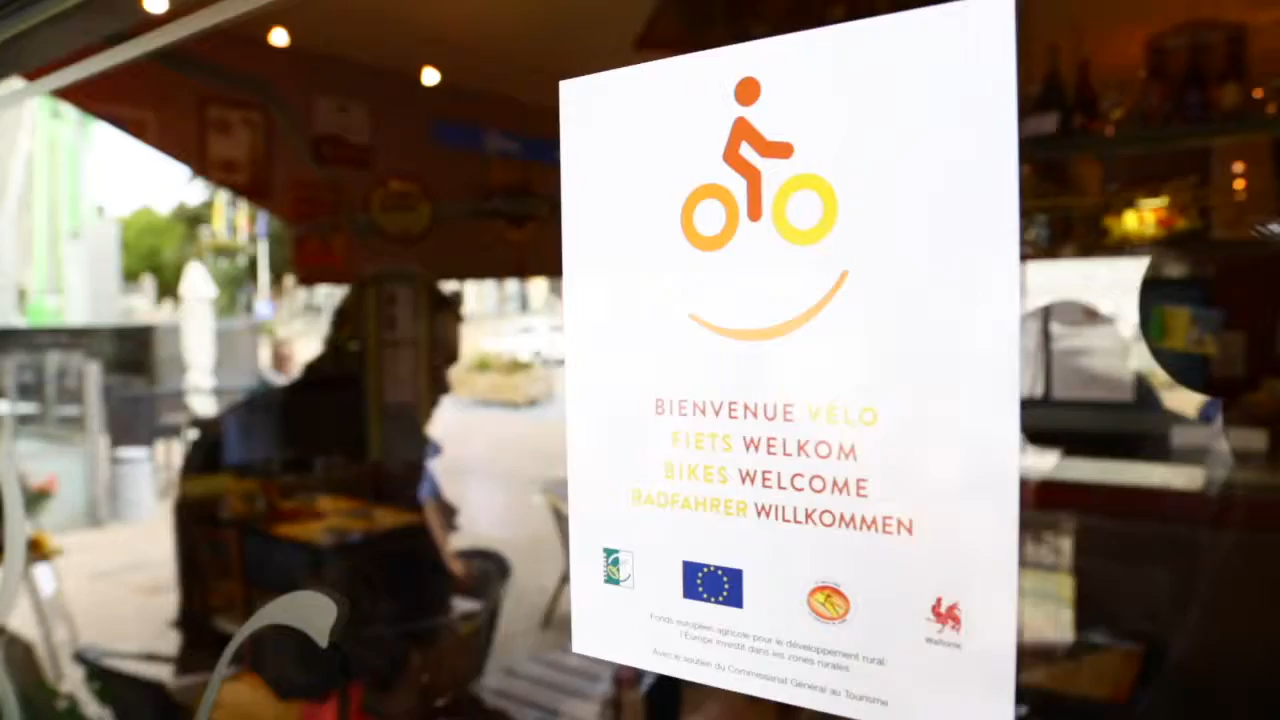 BIENVENUE VÉLO
FIETS WELKOM
BIKES WELCOME
RADFAHRER WILLKOMMEN
Wallonie
Fonds européen agricole pour le développement rural:
l'Europe investit dans les zones rurales
Avec le soutien du Commissariat Général au Tourisme